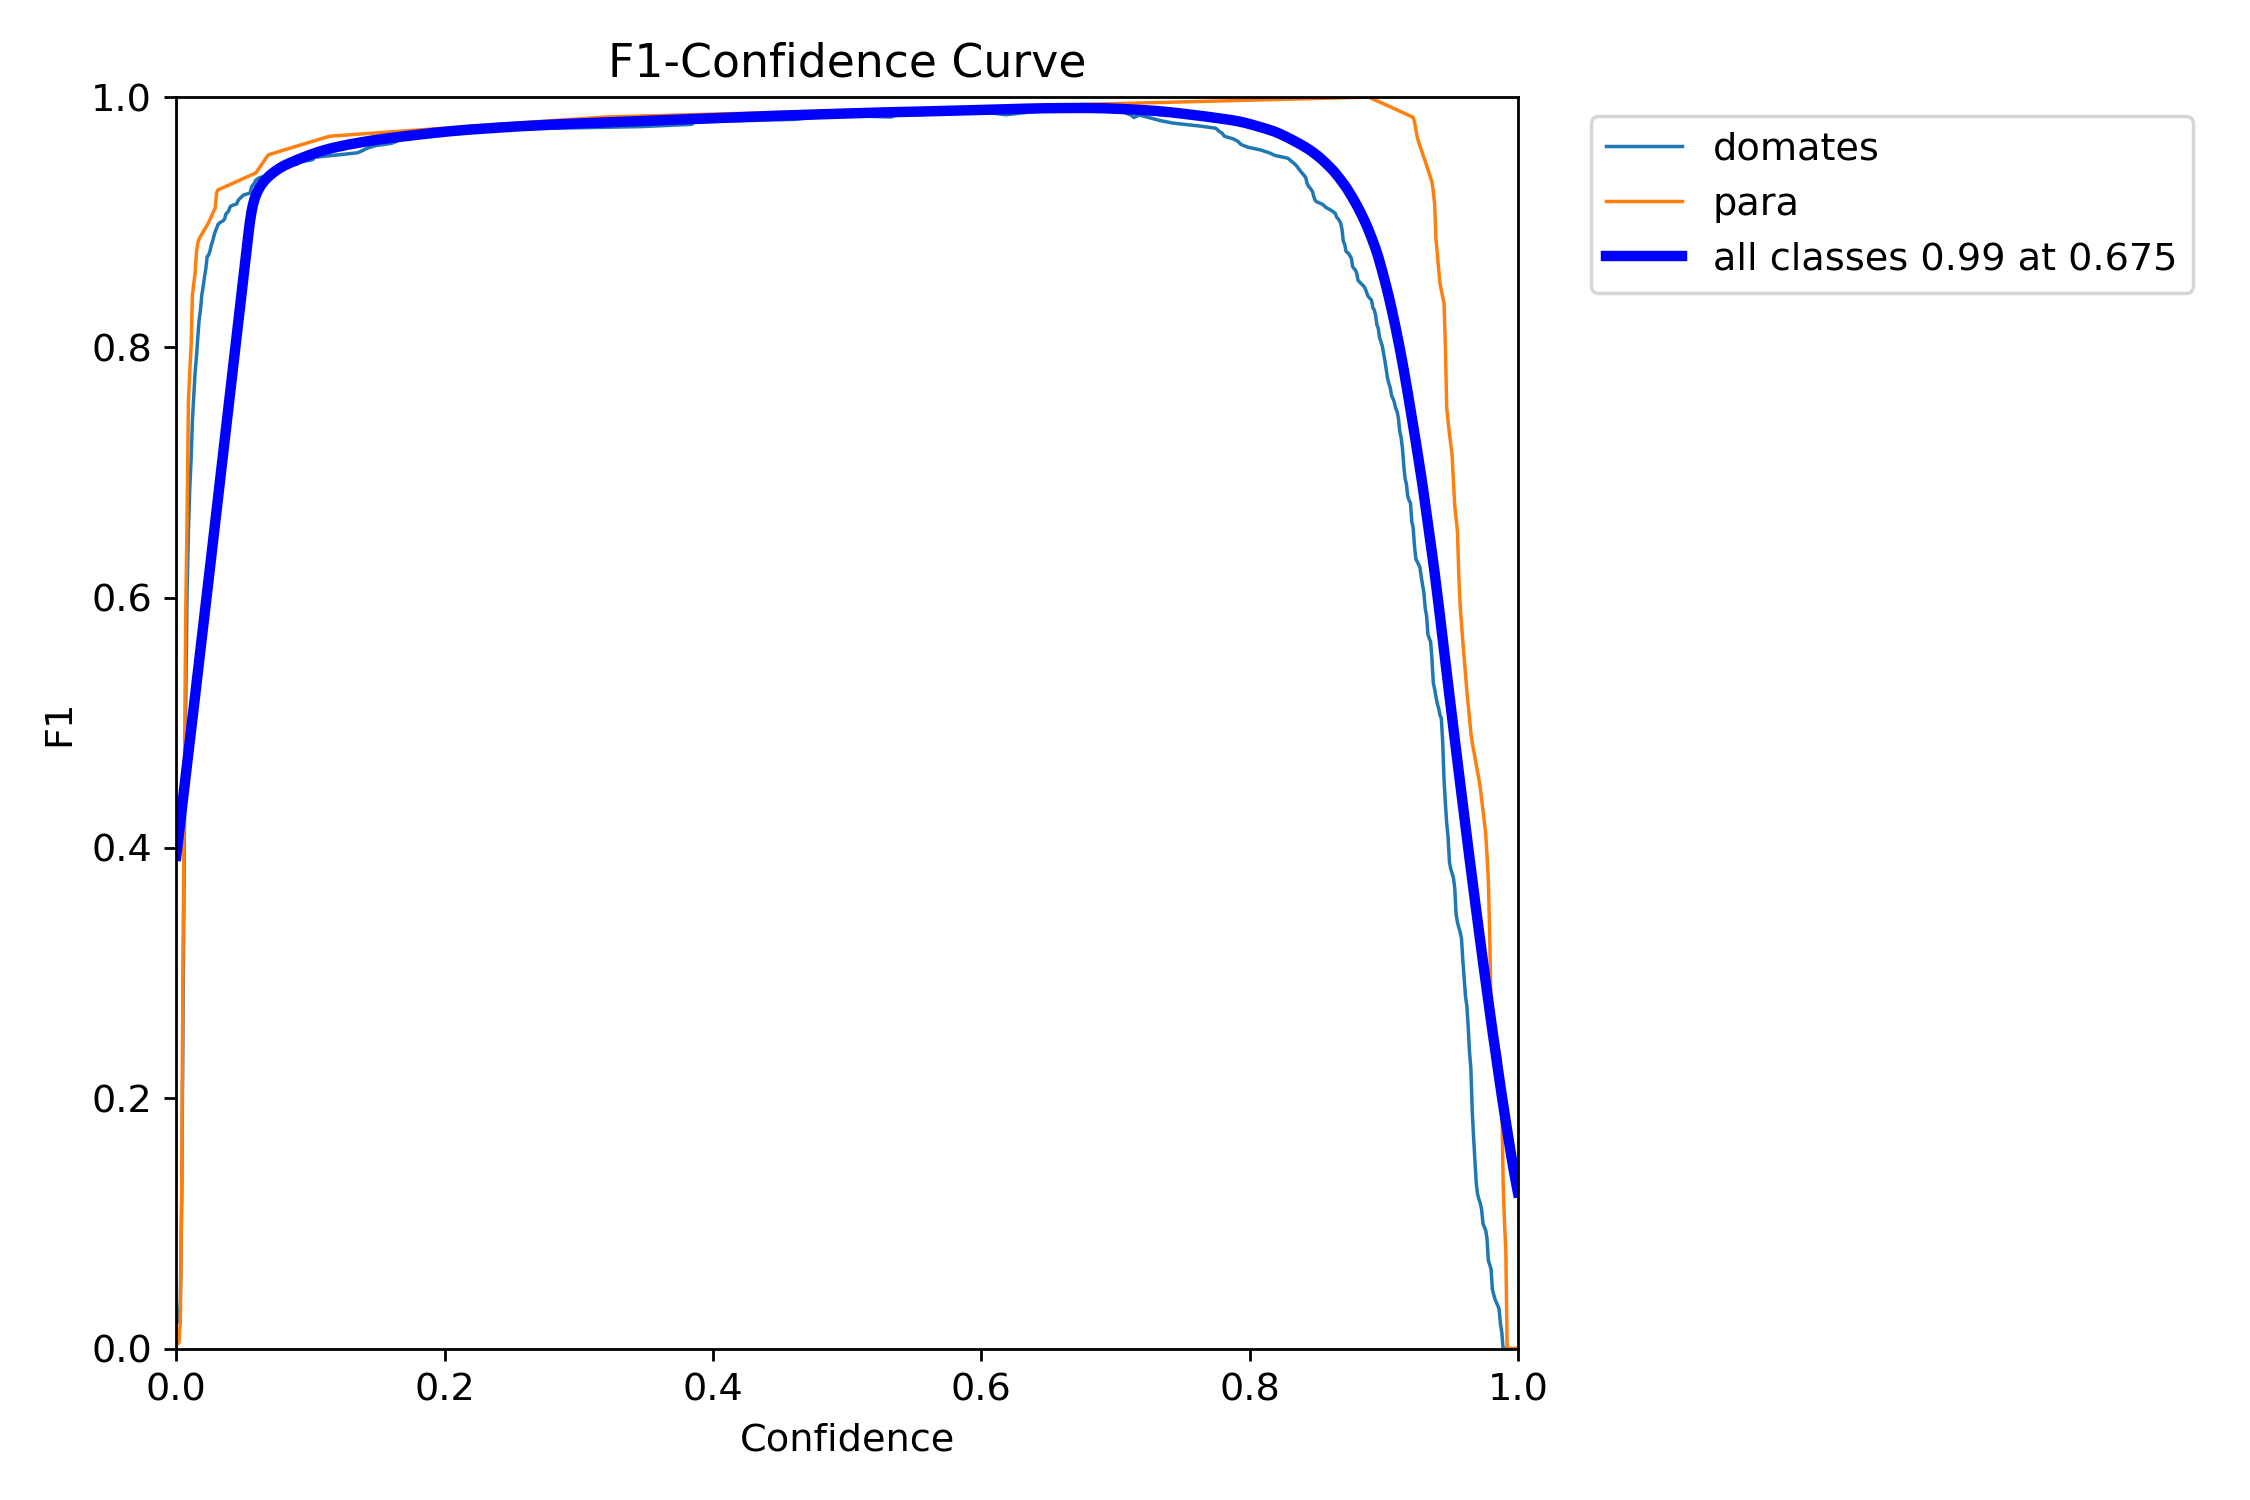 F1-Confidence Curve
1.0
0.8
0.6
0.4
0.2
0.0
F1
0.0 0.2 0.4 0.6 0.8 1.0
Confidence
domates
para
all classes 0.99 at 0.675